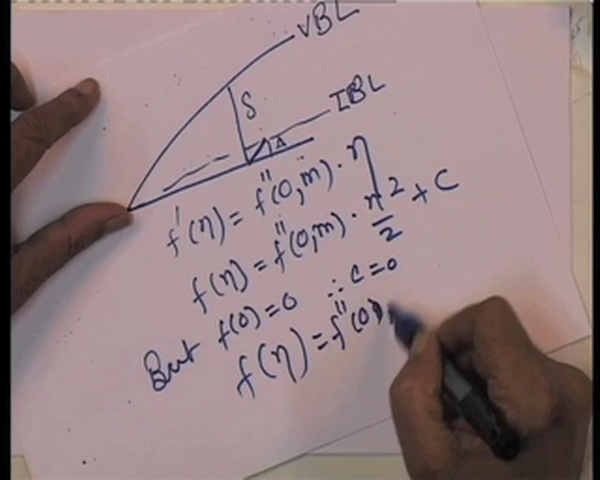 VBL
δ
IBL
Δ
f'(η) = f''(0,m) · η
f(η) = f''(0,m) · η²/2 + C
But f(0) = 0 ∴ C = 0
f(η) = f''(0,